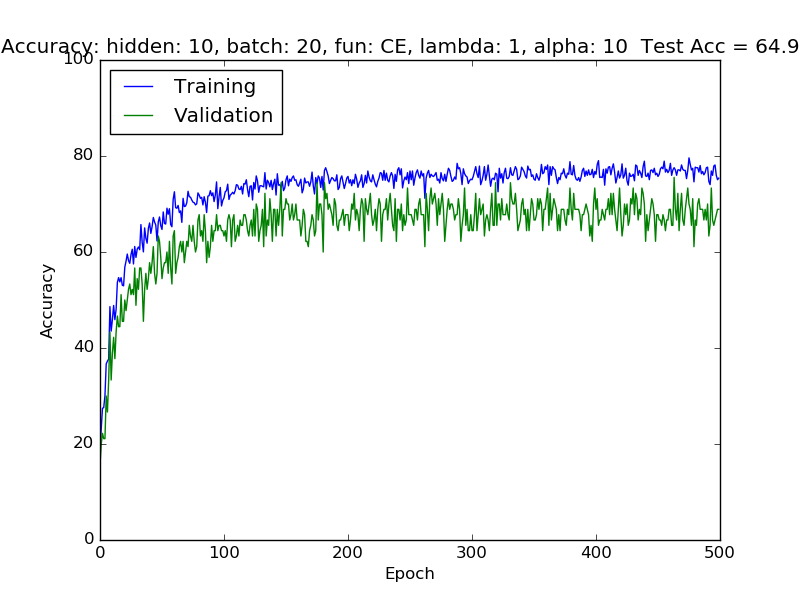 Accuracy: hidden: 10, batch: 20, fun: CE, lambda: 1, alpha: 10  Test Acc = 64.9
100
Training
Validation
80
60
Accuracy
40
20
0
0 100 200 300 400 500
Epoch